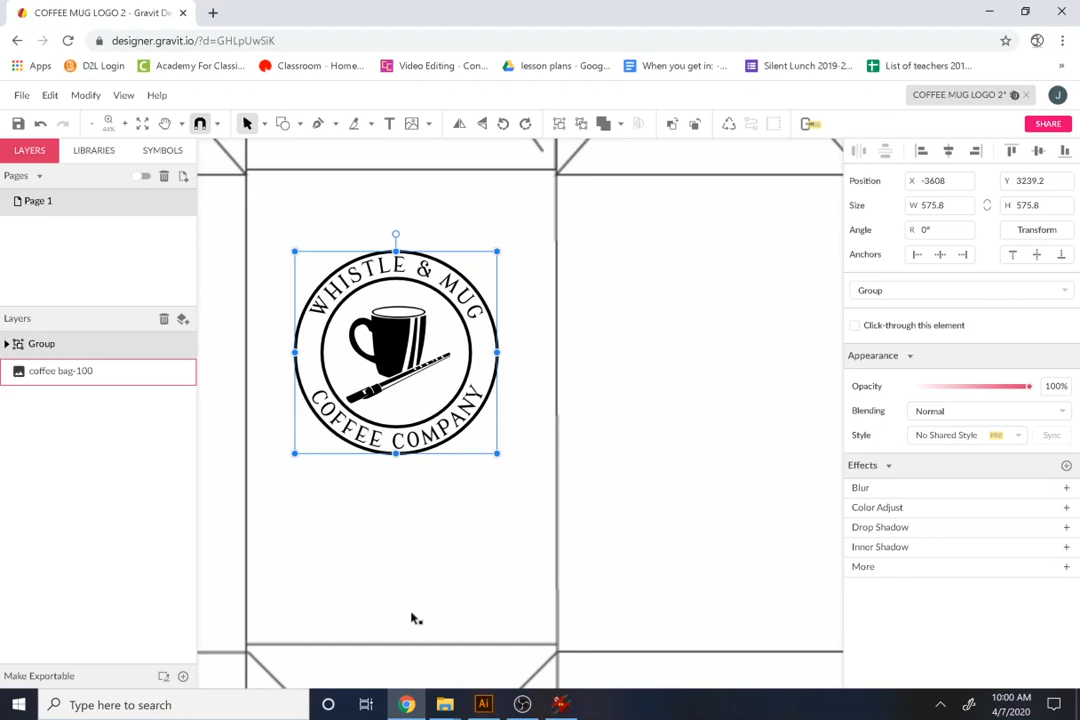 COFFEE MUG LOGO 2 - Gravit De
designer.gravit.io/?d=GHLpUwSiK
Apps D2L Login Academy For Classi... Classroom - Home... Video Editing - Con... lesson plans - Goog... When you get in: -... Silent Lunch 2019-2... List of teachers 201... »
File Edit Modify View Help COFFEE MUG LOGO 2* J
44% PRO SHARE
LAYERS LIBRARIES SYMBOLS
Pages
Page 1
Layers
Group
coffee bag-100
Make Exportable
WHISTLE & MUG
COFFEE COMPANY
Position X -3608 Y 3239.2
Size W 575.8 H 575.8
Angle R 0° Transform
Anchors
Group
Click-through this element
Appearance
Opacity 100%
Blending Normal
Style No Shared Style PRO Sync
Effects
Blur +
Color Adjust +
Drop Shadow +
Inner Shadow +
More +
Type here to search
Ai
10:00 AM
4/7/2020